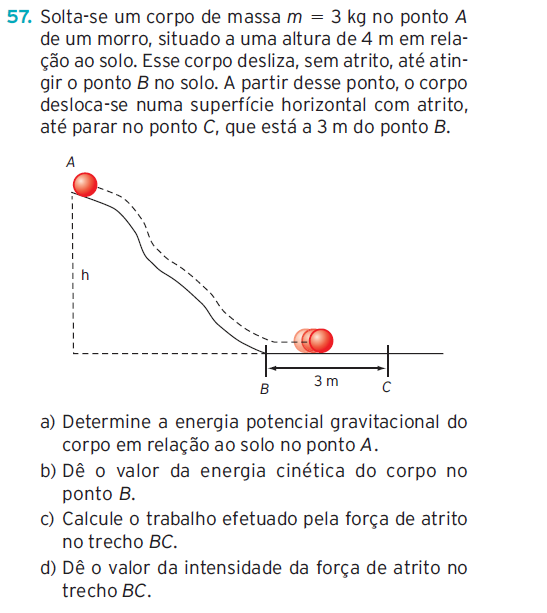 57. Solta-se um corpo de massa m = 3 kg no ponto A
de um morro, situado a uma altura de 4 m em rela-
ção ao solo. Esse corpo desliza, sem atrito, até atin-
gir o ponto B no solo. A partir desse ponto, o corpo
desloca-se numa superfície horizontal com atrito,
até parar no ponto C, que está a 3 m do ponto B.
A
h
B
3 m
C
a) Determine a energia potencial gravitacional do
corpo em relação ao solo no ponto A.
b) Dê o valor da energia cinética do corpo no
ponto B.
c) Calcule o trabalho efetuado pela força de atrito
no trecho BC.
d) Dê o valor da intensidade da força de atrito no
trecho BC.